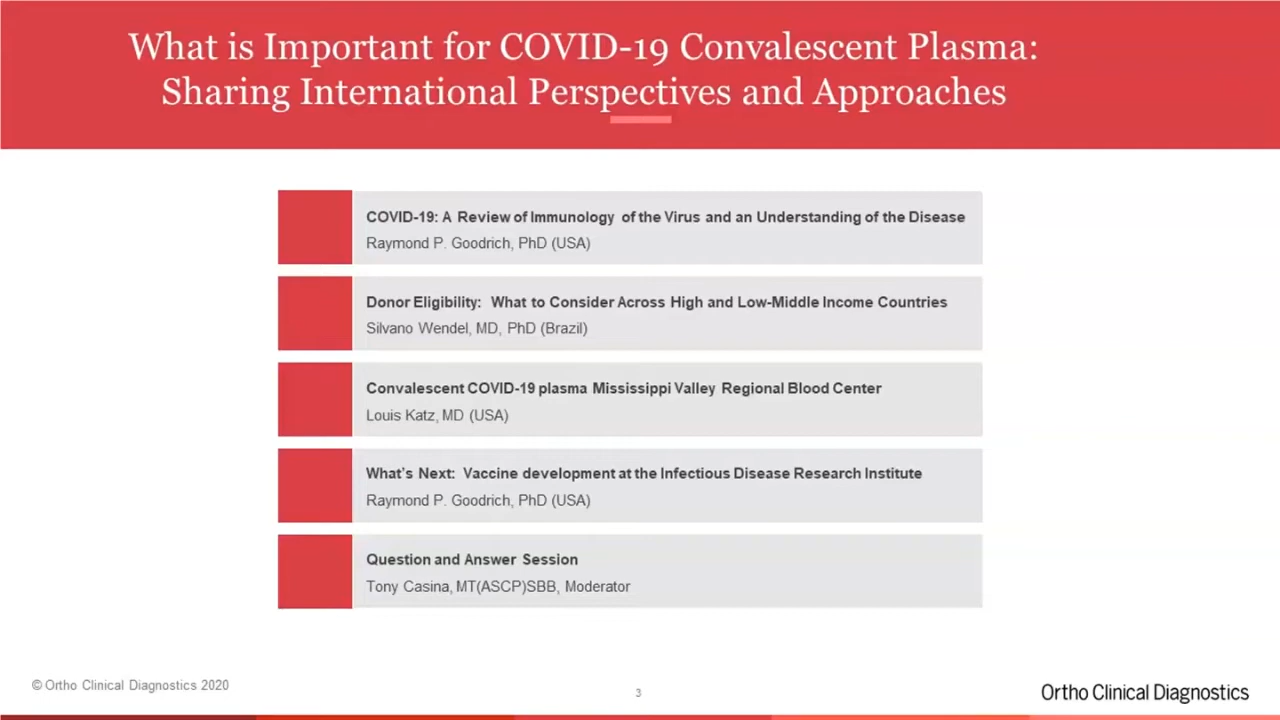 What is Important for COVID-19 Convalescent Plasma:
Sharing International Perspectives and Approaches
COVID-19: A Review of Immunology of the Virus and an Understanding of the Disease
Raymond P. Goodrich, PhD (USA)
Donor Eligibility: What to Consider Across High and Low-Middle Income Countries
Silvano Wendel, MD, PhD (Brazil)
Convalescent COVID-19 plasma Mississippi Valley Regional Blood Center
Louis Katz, MD (USA)
What's Next: Vaccine development at the Infectious Disease Research Institute
Raymond P. Goodrich, PhD (USA)
Question and Answer Session
Tony Casina, MT(ASCP)SBB, Moderator
© Ortho Clinical Diagnostics 2020
3
Ortho Clinical Diagnostics